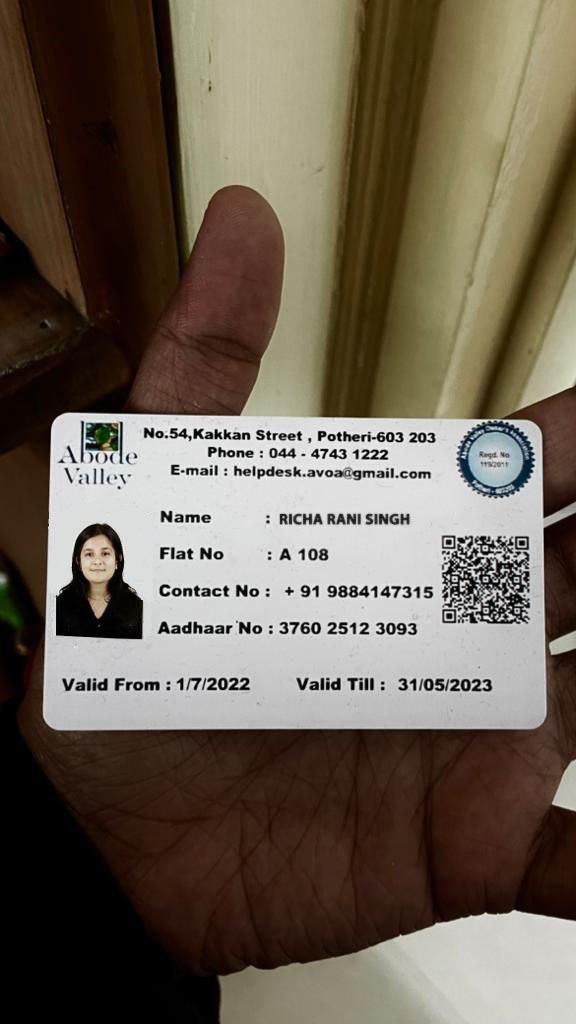 Abode
Valley
No.54,Kakkan Street , Potheri-603 203
Phone : 044 - 4743 1222
E-mail : helpdesk.avoa@gmail.com
Regd. No
119/2011
Name : RICHA RANI SINGH
Flat No : A 108
Contact No : + 91 9884147315
Aadhaar No : 3760 2512 3093
Valid From : 1/7/2022 Valid Till : 31/05/2023